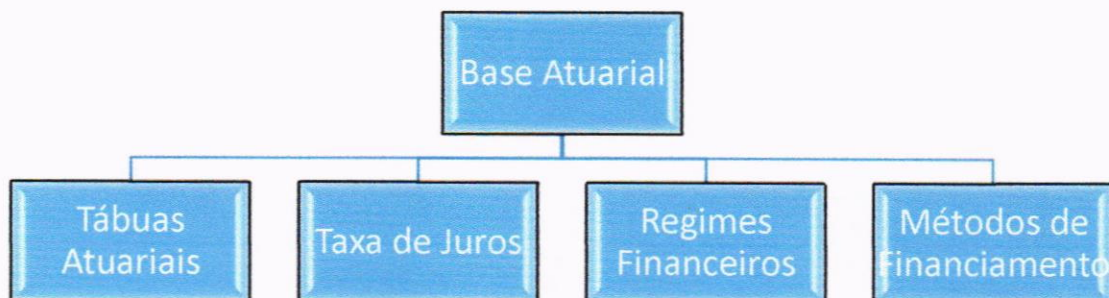 Base Atuarial
Tábuas
Atuariais
Taxa de Juros
Regimes
Financeiros
Métodos de
Financiamento